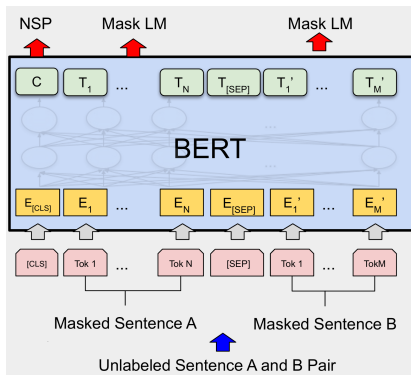 NSP Mask LM Mask LM
C T1 ... TN T[SEP] T1' ... TM'
...
BERT
...
E[CLS] E1 ... EN E[SEP] E1' ... EM'
[CLS] Tok 1 ... Tok N [SEP] Tok 1 ... TokM
Masked Sentence A Masked Sentence B
Unlabeled Sentence A and B Pair